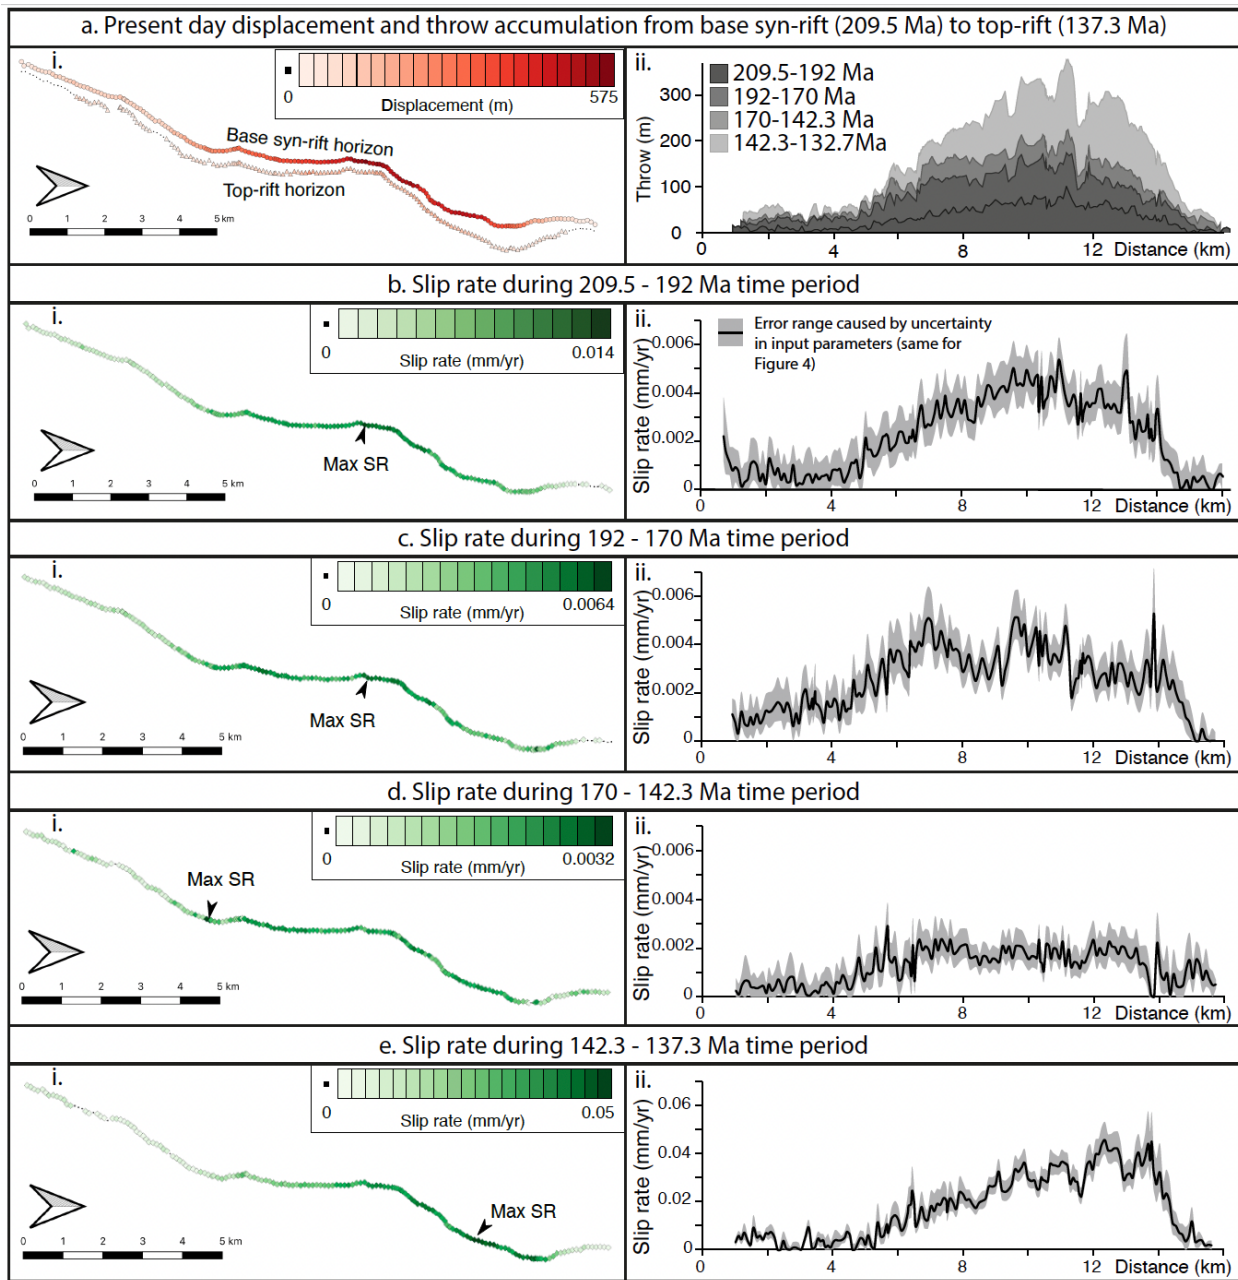 a. Present day displacement and throw accumulation from base syn-rift (209.5 Ma) to top-rift (137.3 Ma)
i.
0
575
Displacement (m)
Base syn-rift horizon
Top-rift horizon
0 1 2 3 4 5 km
ii.
209.5-192 Ma
192-170 Ma
170-142.3 Ma
142.3-132.7Ma
Throw (m)
300
200
100
0
0 4 8 12 Distance (km)
b. Slip rate during 209.5 - 192 Ma time period
i.
0
0.014
Slip rate (mm/yr)
Max SR
0 1 2 3 4 5 km
ii.
Error range caused by uncertainty
in input parameters (same for
Figure 4)
Slip rate (mm/yr)
0.006
0.004
0.002
0
0 4 8 12 Distance (km)
c. Slip rate during 192 - 170 Ma time period
i.
0
0.0064
Slip rate (mm/yr)
Max SR
0 1 2 3 4 5 km
ii.
Slip rate (mm/yr)
0.006
0.004
0.002
0
0 4 8 12 Distance (km)
d. Slip rate during 170 - 142.3 Ma time period
i.
0
0.0032
Slip rate (mm/yr)
Max SR
0 1 2 3 4 5 km
ii.
Slip rate (mm/yr)
0.006
0.004
0.002
0
4 8 12 Distance (km)
e. Slip rate during 142.3 - 137.3 Ma time period
i.
0
0.05
Slip rate (mm/yr)
Max SR
0 1 2 3 4 5 km
ii.
Slip rate (mm/yr)
0.06
0.04
0.02
0
0 4 8 12 Distance (km)